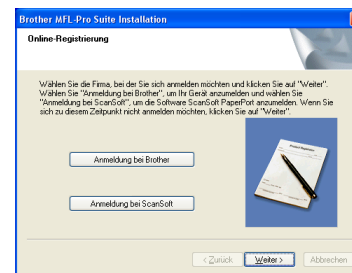 Brother MFL-Pro Suite Installation
Online-Registrierung
Wählen Sie die Firma, bei der Sie sich anmelden möchten und klicken Sie auf "Weiter".
Wählen Sie "Anmeldung bei Brother", um Ihr Gerät anzumelden und wählen Sie
"Anmeldung bei ScanSoft", um die Software ScanSoft PaperPort anzumelden. Wenn Sie
sich zu diesem Zeitpunkt nicht anmelden möchten, klicken Sie auf "Weiter".
Anmeldung bei Brother
Product Registration
Anmeldung bei ScanSoft
< Zurück
Weiter >
Abbrechen